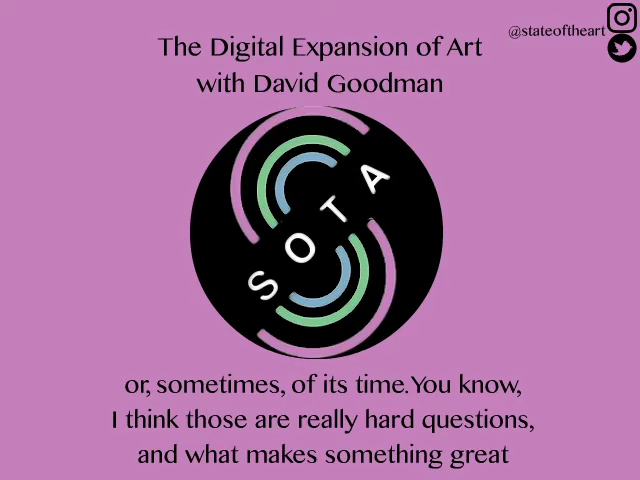 @stateoftheart
The Digital Expansion of Art
with David Goodman
SOTA
or, sometimes, of its time. You know,
I think those are really hard questions,
and what makes something great